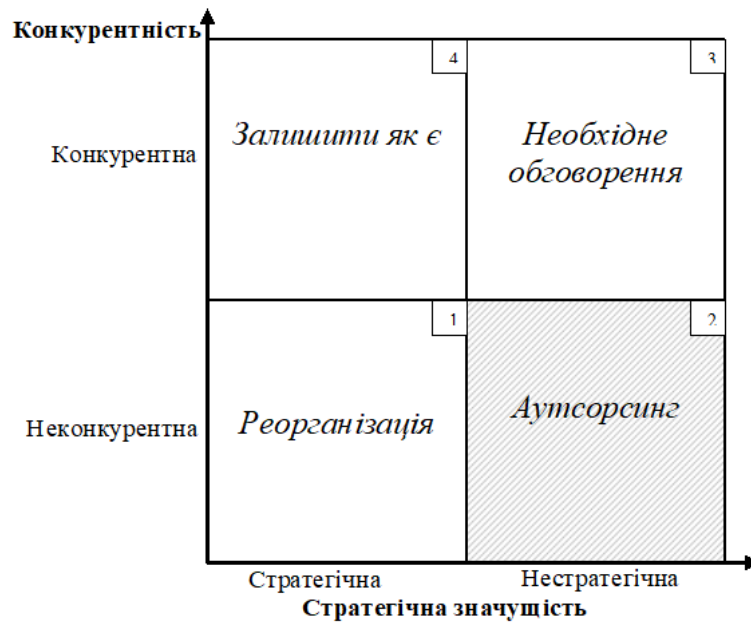 Конкурентність
4
3
Залишити як є
Необхідне
обговорення
Конкурентна
1
2
Реорганізація
Аутсорсинг
Неконкурентна
Стратегічна
Нестратегічна
Стратегічна значущість